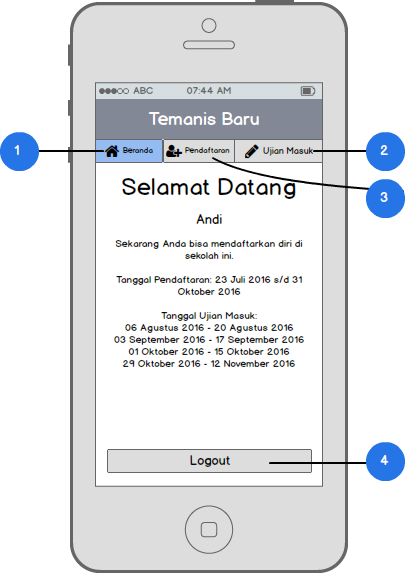 ABC 07:44 AM
Temanis Baru
1 Beranda Pendaftaran Ujian Masuk 2
3
Selamat Datang
Andi
Sekarang Anda bisa mendaftarkan diri di
sekolah ini.
Tanggal Pendaftaran: 23 Juli 2016 s/d 31
Oktober 2016
Tanggal Ujian Masuk:
06 Agustus 2016 - 20 Agustus 2016
03 September 2016 - 17 September 2016
01 Oktober 2016 - 15 Oktober 2016
29 Oktober 2016 - 12 November 2016
Logout 4